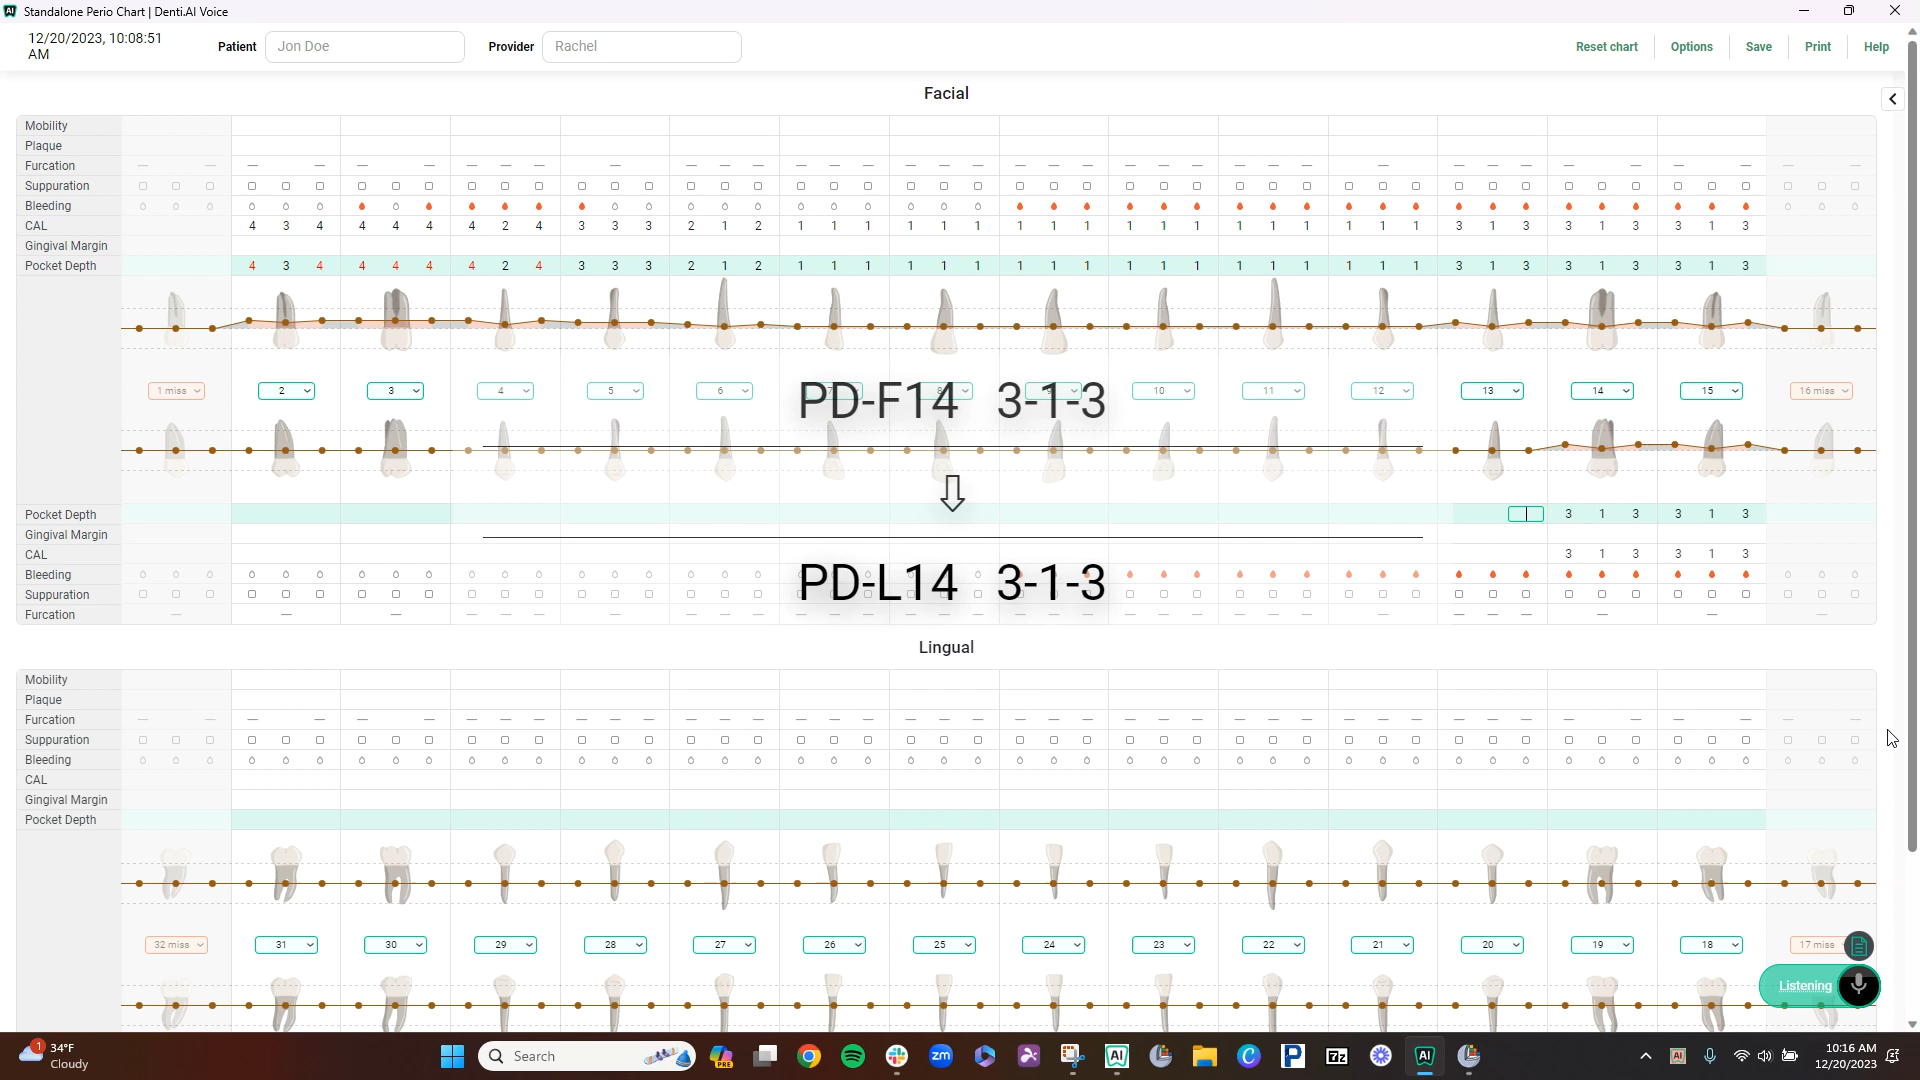 Standalone Perio Chart | Denti.AI Voice
12/20/2023, 10:08:51 AM Patient Jon Doe Provider Rachel Reset chart Options Save Print Help
Facial
Mobility
Plaque
Furcation
Suppuration
Bleeding
CAL 4 3 4 4 4 4 4 2 4 3 3 3 2 1 2 1 1 1 1 1 1 1 1 1 1 1 1 1 1 1 1 1 1 3 1 3 3 1 3 3 1 3
Gingival Margin
Pocket Depth 4 3 4 4 4 4 4 2 4 3 3 3 2 1 2 1 1 1 1 1 1 1 1 1 1 1 1 1 1 1 1 1 1 3 1 3 3 1 3 3 1 3
1 miss 2 3 4 5 6 10 11 12 13 14 15 16 miss
PD-F14 3-1-3
Pocket Depth 3 1 3 3 1 3
Gingival Margin
CAL 3 1 3 3 1 3
Bleeding
PD-L14 3-1-3
Suppuration
Furcation
Lingual
Mobility
Plaque
Furcation
Suppuration
Bleeding
CAL
Gingival Margin
Pocket Depth
32 miss 31 30 29 28 27 26 25 24 23 22 21 20 19 18 17 miss
Listening
1 34°F
Cloudy
Search
PRE
zm
AI
7z
AI
AI
10:16 AM
12/20/2023